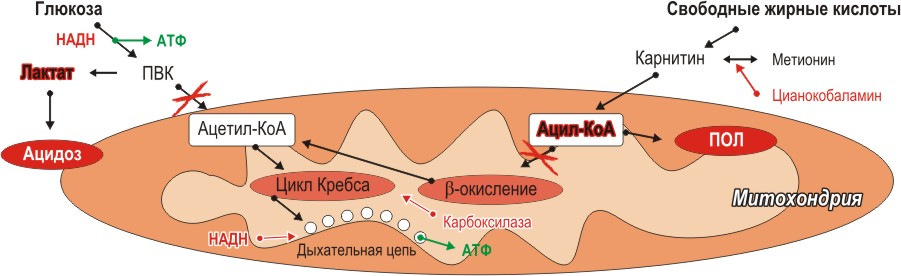 Глюкоза
Свободные жирные кислоты
НАДН
АТФ
Лактат
ПВК
Карнитин
Метионин
Цианокобаламин
Ацетил-КоА
Ацил-КоА
ПОЛ
Ацидоз
Цикл Кребса
β-окисление
Митохондрия
Карбоксилаза
НАДН
Дыхательная цепь
АТФ